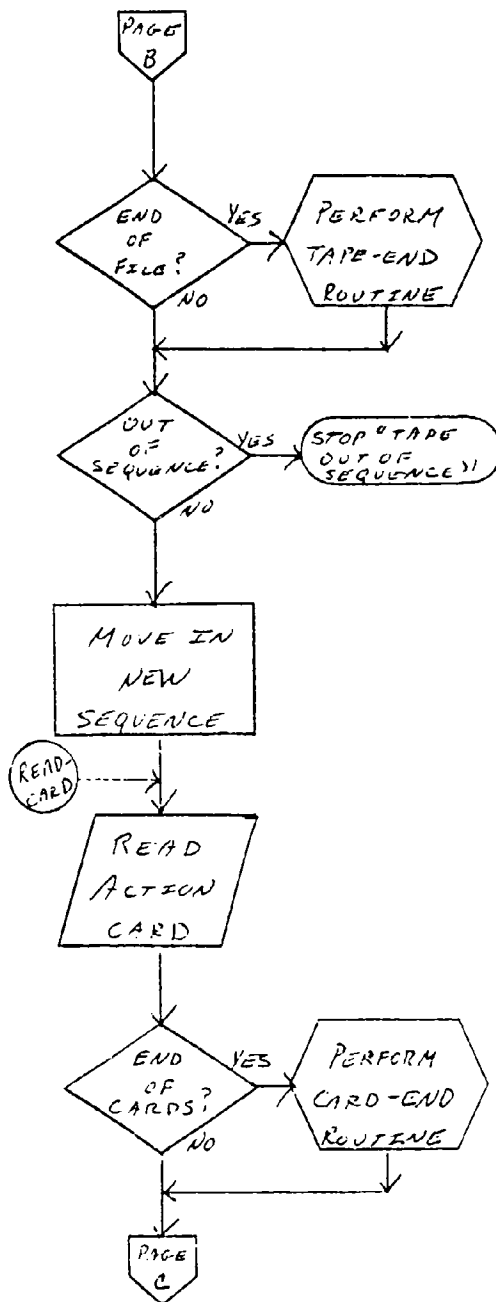 PAGE
B
END
OF
FILE?
YES
NO
PERFORM
TAPE-END
ROUTINE
OUT
OF
SEQUENCE?
YES
NO
STOP "TAPE
OUT OF
SEQUENCE"
MOVE IN
NEW
SEQUENCE
READ-
CARD
READ
ACTION
CARD
END
OF
CARDS?
YES
NO
PERFORM
CARD-END
ROUTINE
PAGE
C